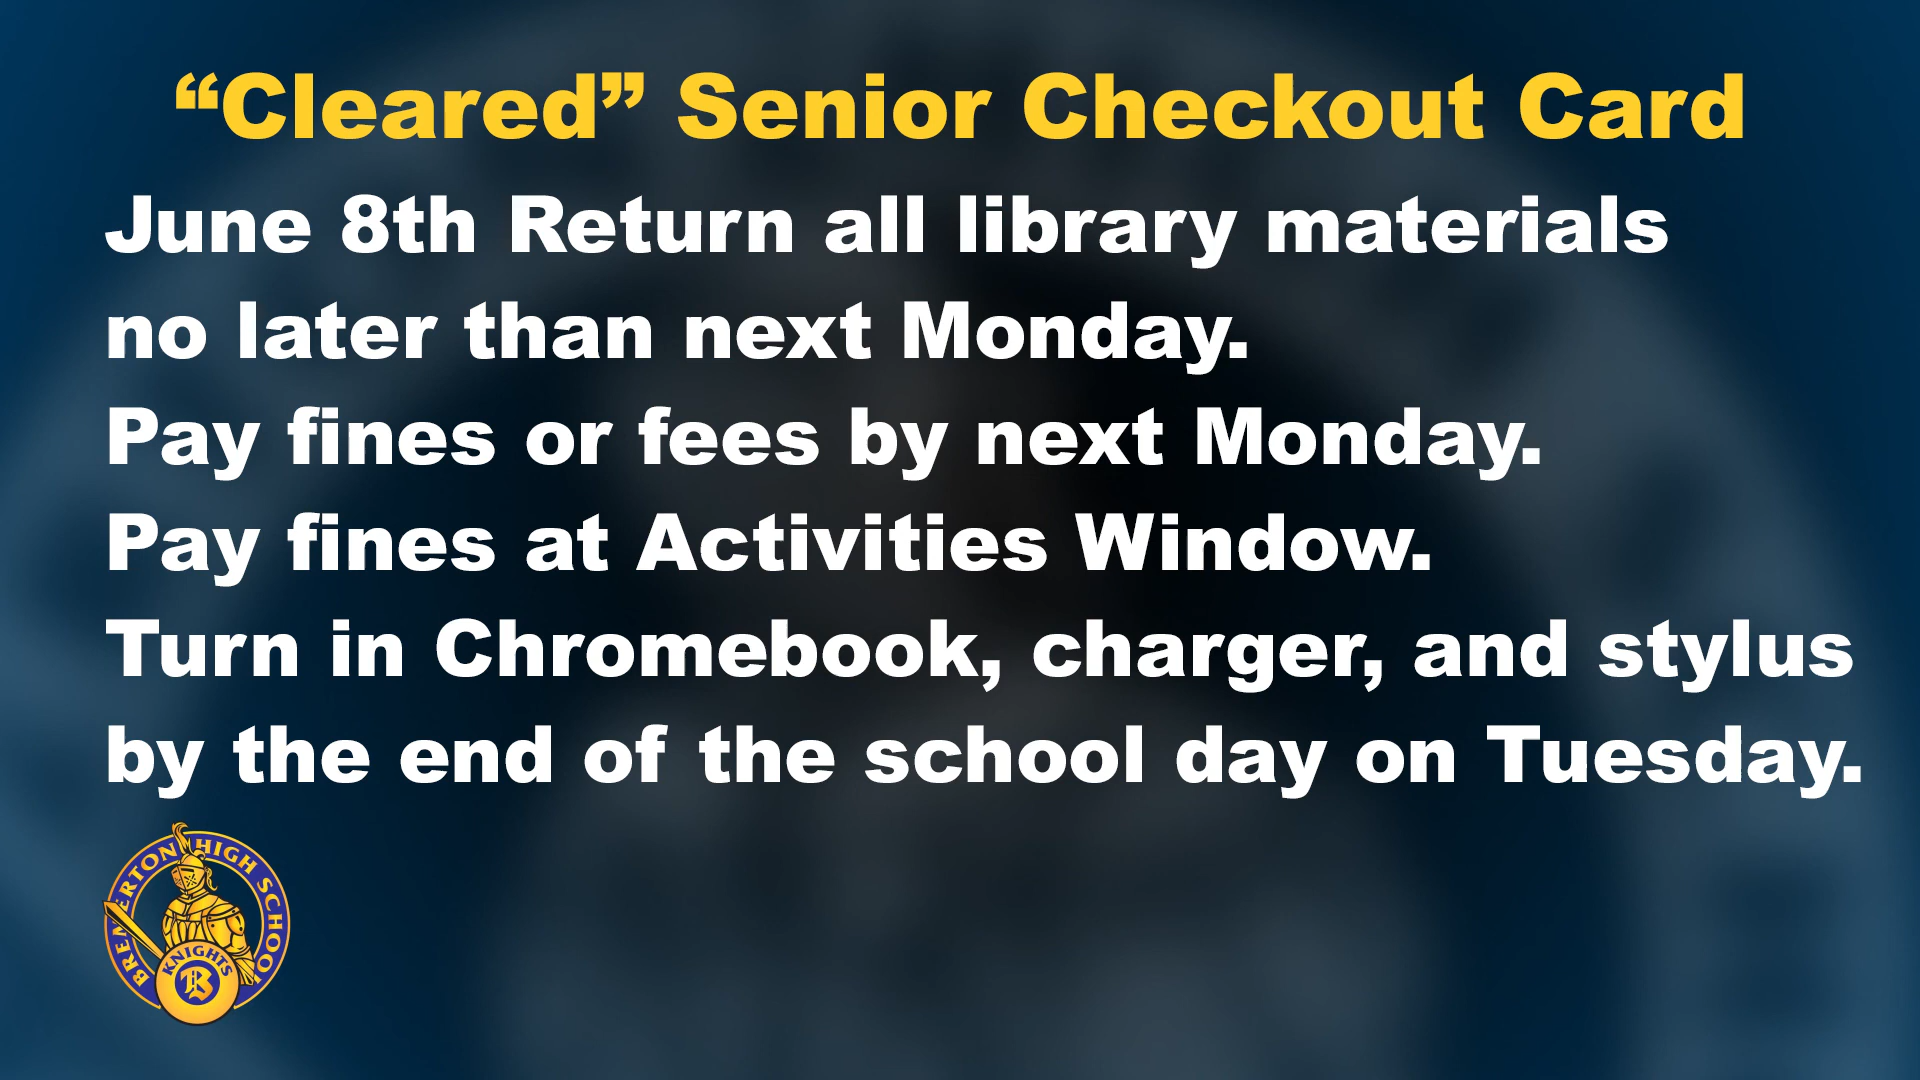 “Cleared” Senior Checkout Card
June 8th Return all library materials
no later than next Monday.
Pay fines or fees by next Monday.
Pay fines at Activities Window.
Turn in Chromebook, charger, and stylus
by the end of the school day on Tuesday.
BREMERTON HIGH SCHOOL
KNIGHTS
B